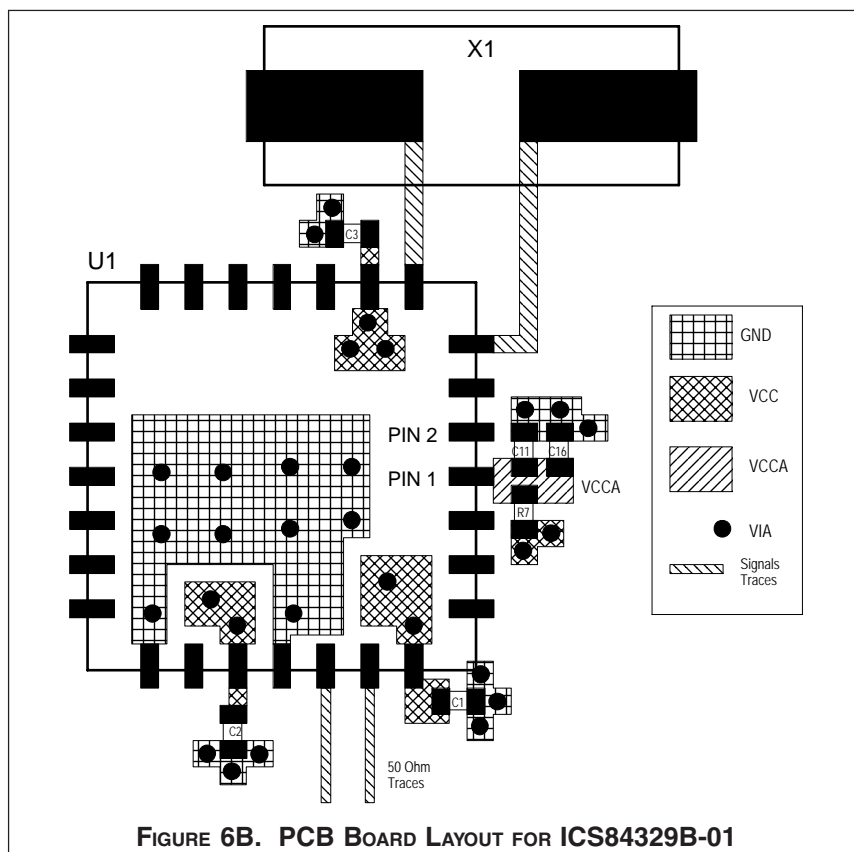 X1
C3
U1
GND
VCC
VCCA
VIA
Signals
Traces
PIN 2
PIN 1
C11
C16
VCCA
R7
C1
C2
50 Ohm
Traces
FIGURE 6B. PCB BOARD LAYOUT FOR ICS84329B-01